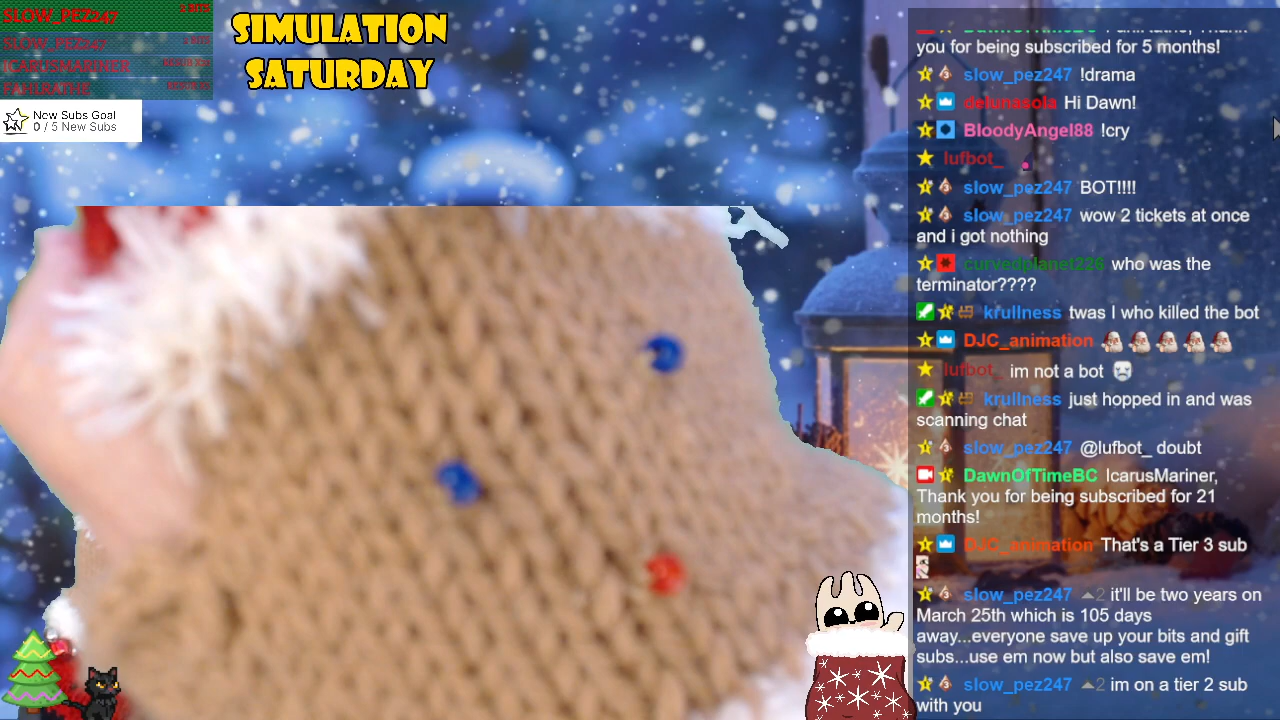 SLOW_PEZ247 2 BITS
SLOW_PEZ247 2 BITS
ICARUSMARINER
FAHLRATHE
New Subs Goal
0 / 5 New Subs
SIMULATION
SATURDAY
you for being subscribed for 5 months!
slow_pez247 !drama
delunasola Hi Dawn!
BloodyAngel88 !cry
lufbot_
slow_pez247 BOT!!!!
slow_pez247 wow 2 tickets at once
and i got nothing
curvedplanet226 who was the
terminator????
krullness twas I who killed the bot
DJC_animation
lufbot_ im not a bot
krullness just hopped in and was
scanning chat
slow_pez247 @lufbot_ doubt
DawnOfTimeBC IcarusMariner,
Thank you for being subscribed for 21
months!
DJC_animation That's a Tier 3 sub
slow_pez247 2 it'll be two years on
March 25th which is 105 days
away...everyone save up your bits and gift
subs...use em now but also save em!
slow_pez247 2 im on a tier 2 sub
with you